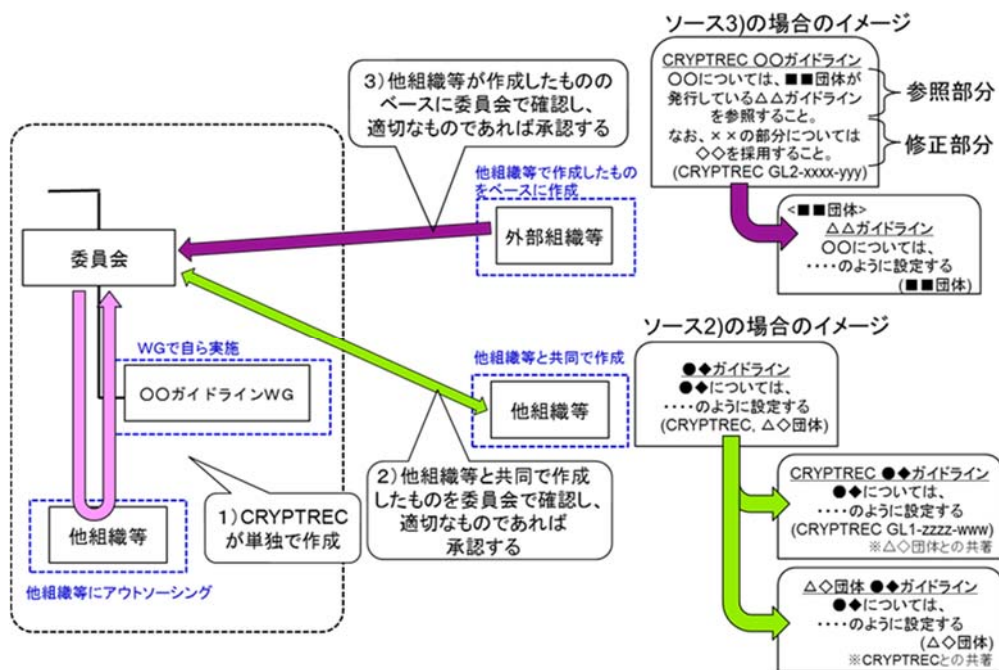 ソース3)の場合のイメージ
CRYPTREC 〇〇ガイドライン
〇〇については、■■団体が
発行している△△ガイドライン
を参照すること。
なお、××の部分については
◇◇を採用すること。
(CRYPTREC GL2-xxxx-yyy)
参照部分
修正部分
<■■団体>
△△ガイドライン
〇〇については、
････のように設定する
(■■団体)
3)他組織等が作成したものの
ベースに委員会で確認し、
適切なものであれば承認する
他組織等で作成したもの
をベースに作成
外部組織等
委員会
WGで自ら実施
〇〇ガイドラインWG
他組織等
他組織等にアウトソーシング
1)CRYPTREC
が単独で作成
他組織等と共同で作成
他組織等
2)他組織等と共同で作成
したものを委員会で確認し、
適切なものであれば
承認する
ソース2)の場合のイメージ
●◆ガイドライン
●◆については、
････のように設定する
(CRYPTREC, △◇団体)
CRYPTREC ●◆ガイドライン
●◆については、
････のように設定する
(CRYPTREC GL1-zzzz-www)
※△◇団体との共著
△◇団体 ●◆ガイドライン
●◆については、
････のように設定する
(△◇団体)
※CRYPTRECとの共著